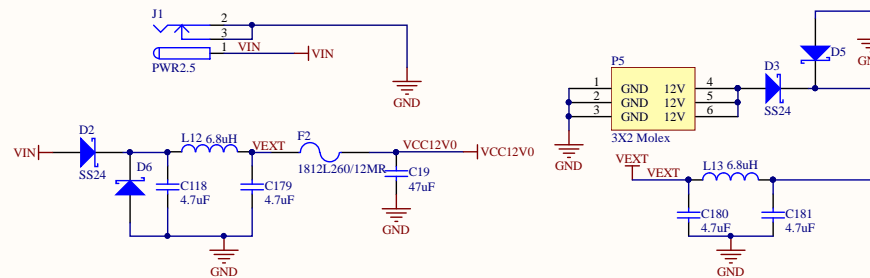 J1
2
3
1
VIN
VIN
PWR2.5
GND
P5
1
GND
12V
4
2
GND
12V
5
3
GND
12V
6
3X2 Molex
GND
D3
SS24
D5
GND
VIN
D2
SS24
D6
L12
6.8uH
C118
4.7uF
VEXT
C179
4.7uF
GND
F2
1812L260/12MR
VCC12V0
VCC12V0
C19
47uF
GND
VEXT
VEXT
L13
6.8uH
C180
4.7uF
C181
4.7uF
GND